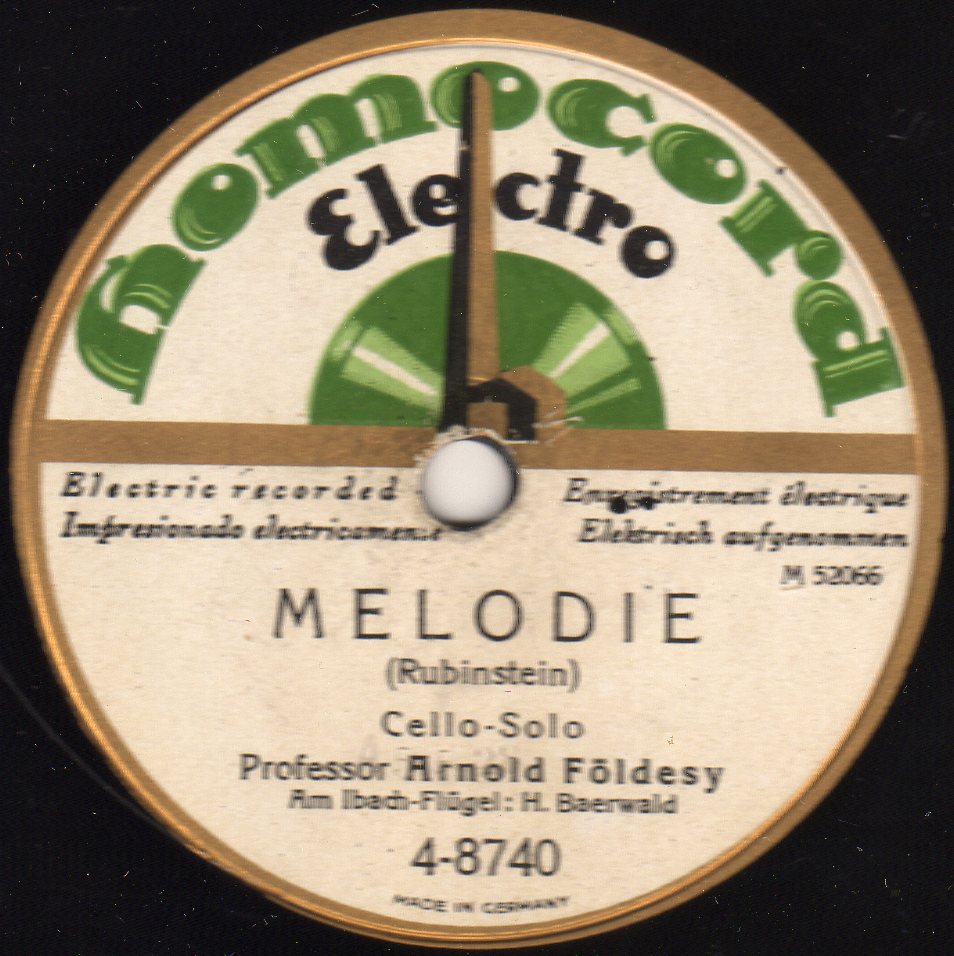 homocord
Electro
Electric recorded
Impresionado electricamente
Enregistrement électrique
Elektrisch aufgenommen
M 52066
MELODIE
(Rubinstein)
Cello-Solo
Professor Arnold Földesy
Am Ibach-Flügel: H. Baerwald
4-8740
MADE IN GERMANY